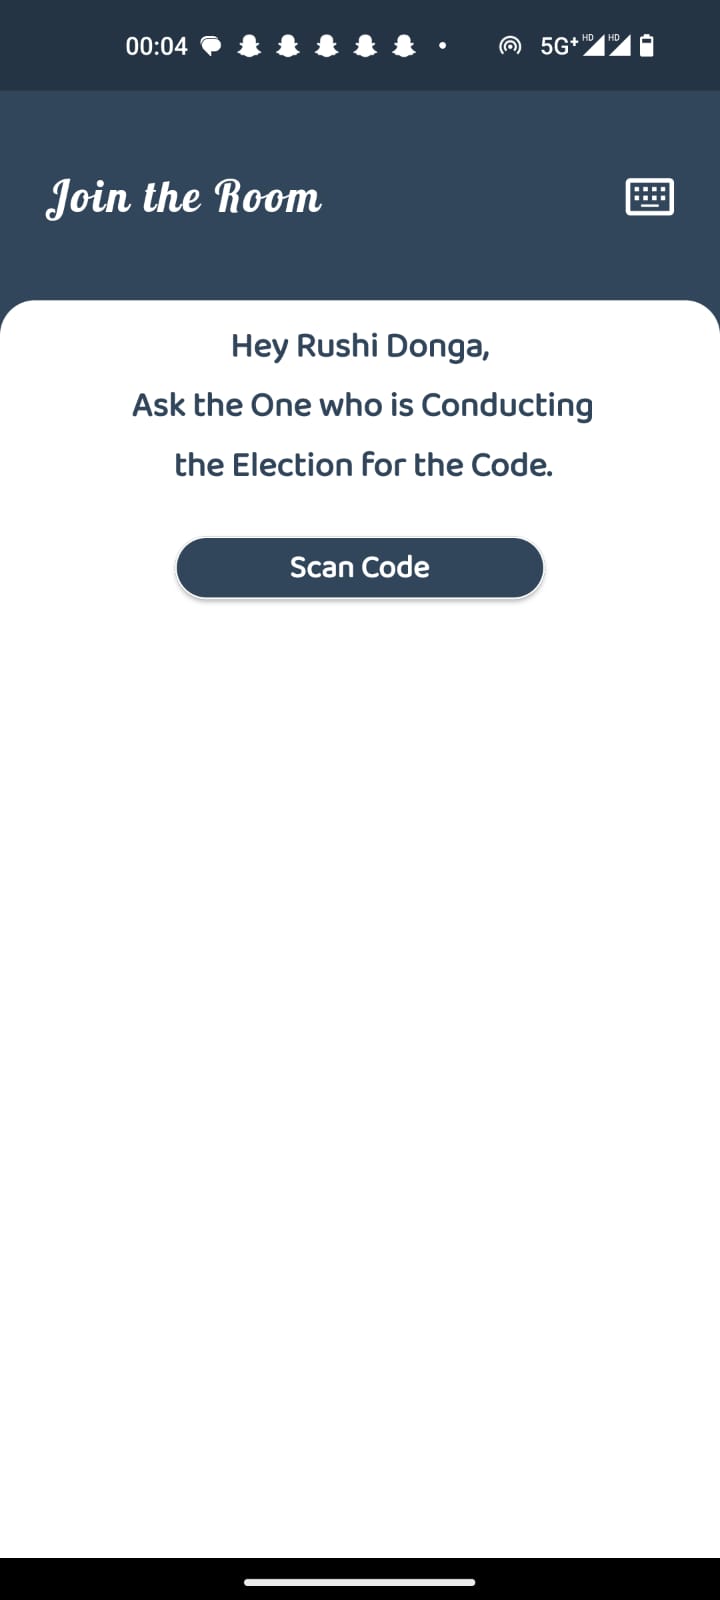 00:04
5G+ HD HD
Join the Room
Hey Rushi Donga,
Ask the One who is Conducting
the Election for the Code.
Scan Code